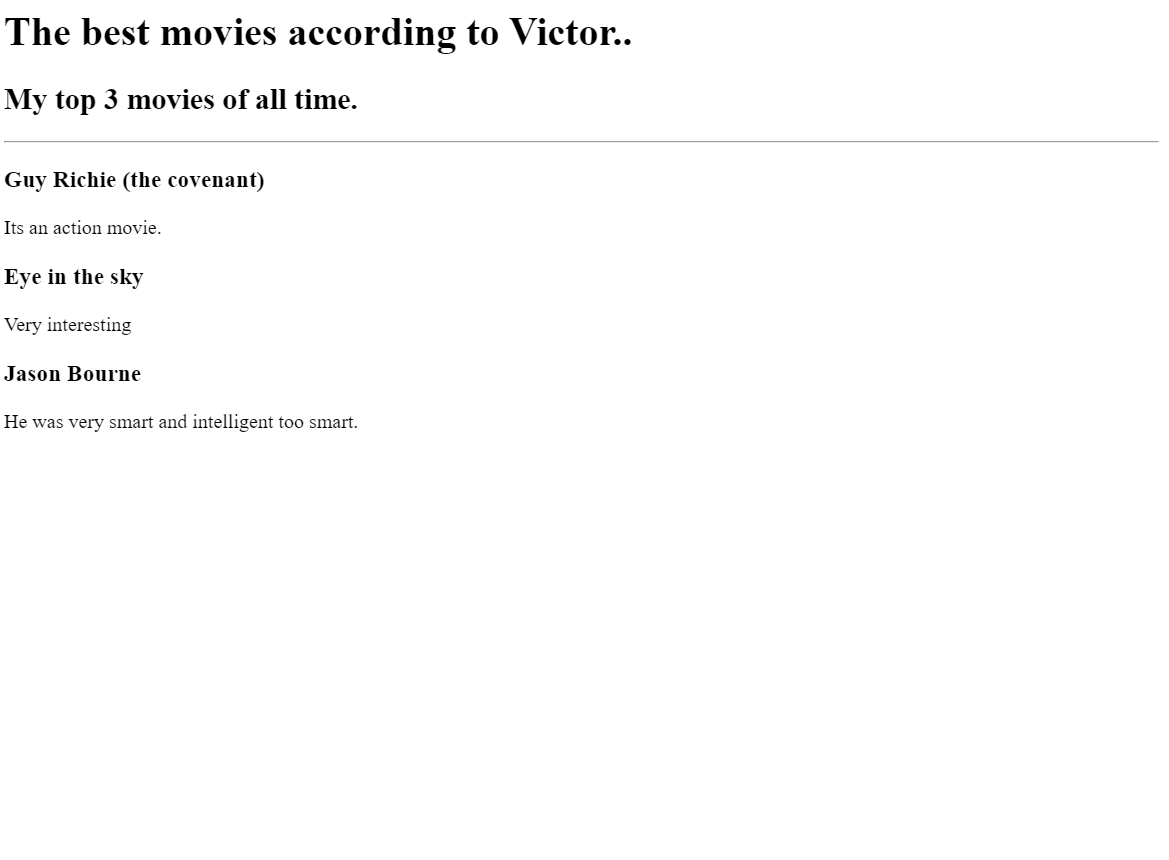 The best movies according to Victor..
My top 3 movies of all time.
Guy Richie (the covenant)
Its an action movie.
Eye in the sky
Very interesting
Jason Bourne
He was very smart and intelligent too smart.